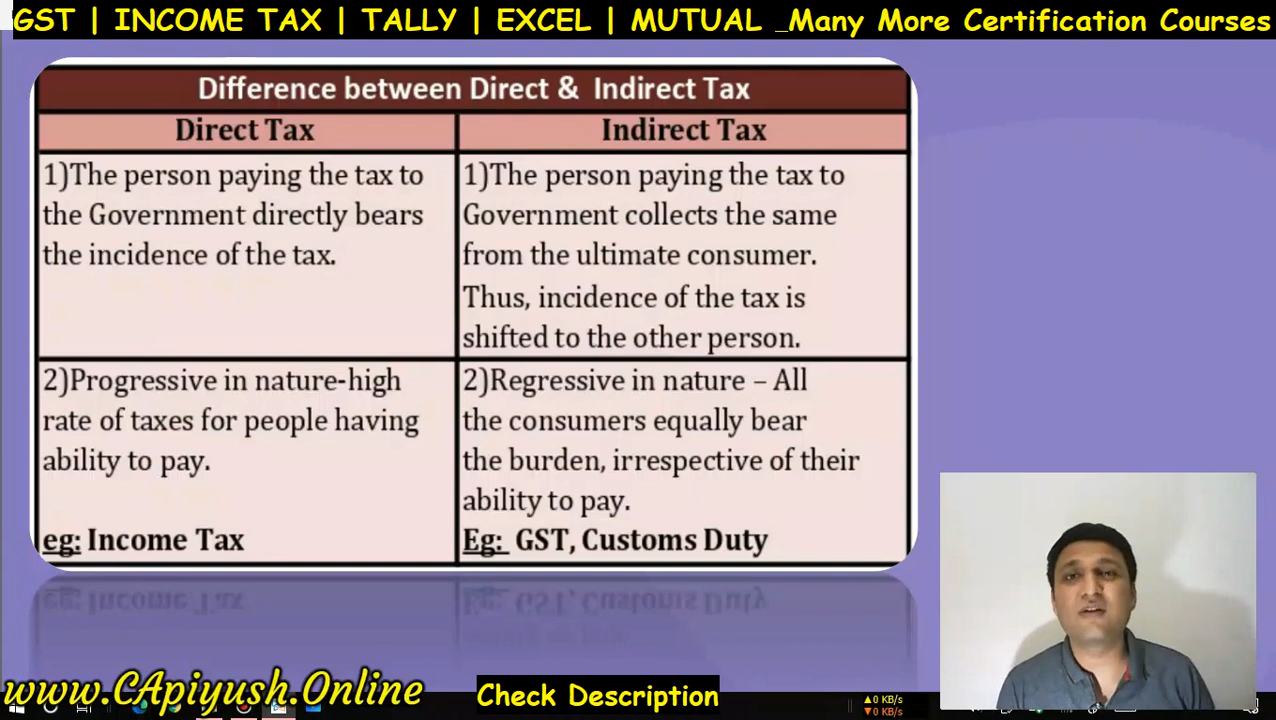 GST | INCOME TAX | TALLY | EXCEL | MUTUAL _Many More Certification Courses
Difference between Direct & Indirect Tax
Direct Tax
Indirect Tax
1)The person paying the tax to
the Government directly bears
the incidence of the tax.
1)The person paying the tax to
Government collects the same
from the ultimate consumer.
Thus, incidence of the tax is
shifted to the other person.
2)Progressive in nature-high
rate of taxes for people having
ability to pay.
eg: Income Tax
2)Regressive in nature – All
the consumers equally bear
the burden, irrespective of their
ability to pay.
Eg: GST, Customs Duty
www.CApiyush.Online
Check Description
▲0 KB/s
▼0 KB/s